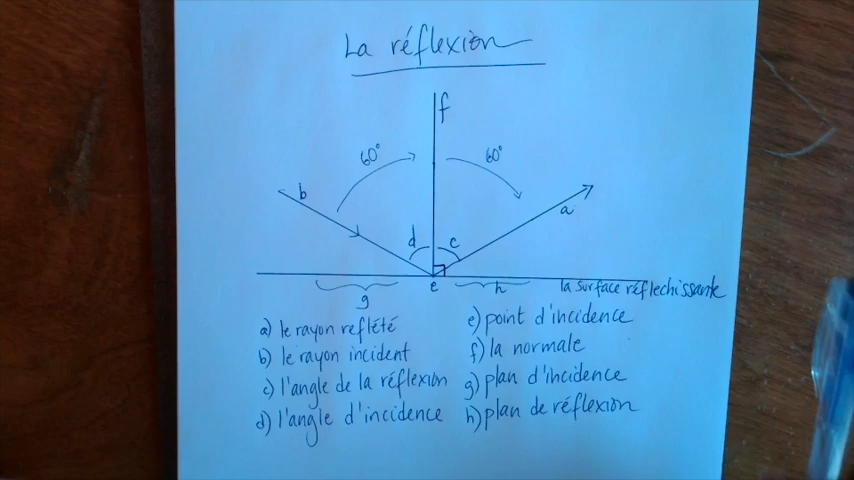 La réflexion
f
60°
60°
b
a
d
c
e
g
h
la surface réflechissante
a) le rayon reflété
b) le rayon incident
c) l'angle de la réflexion
d) l'angle d'incidence
e) point d'incidence
f) la normale
g) plan d'incidence
h) plan de réflexion